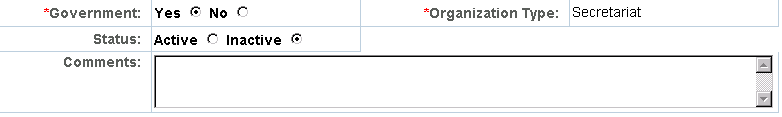 *Government: Yes No *Organization Type: Secretariat
Status: Active Inactive
Comments: